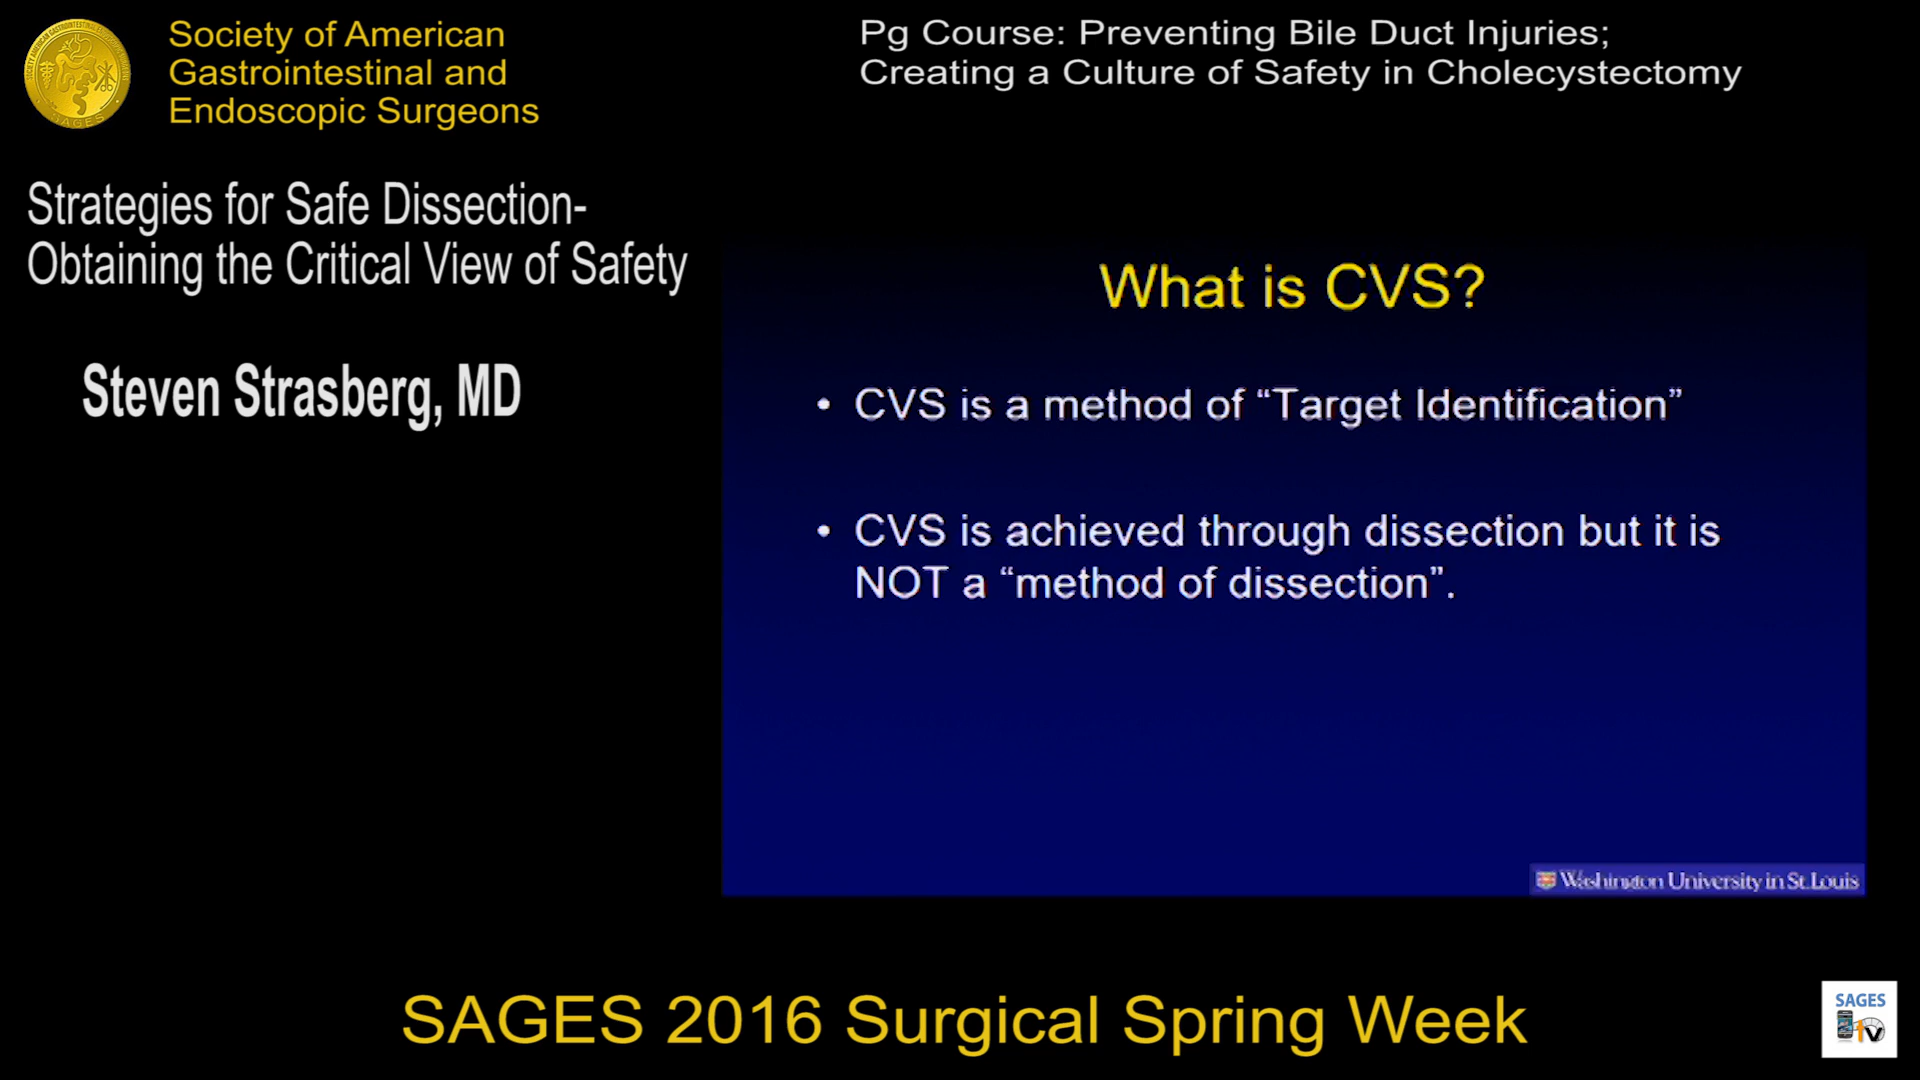 Society of American
Gastrointestinal and
Endoscopic Surgeons
Pg Course: Preventing Bile Duct Injuries;
Creating a Culture of Safety in Cholecystectomy
Strategies for Safe Dissection-
Obtaining the Critical View of Safety
Steven Strasberg, MD
What is CVS?
• CVS is a method of “Target Identification”
• CVS is achieved through dissection but it is
NOT a “method of dissection”.
Washington University in St. Louis
SAGES 2016 Surgical Spring Week
SAGES
TV
SAGES